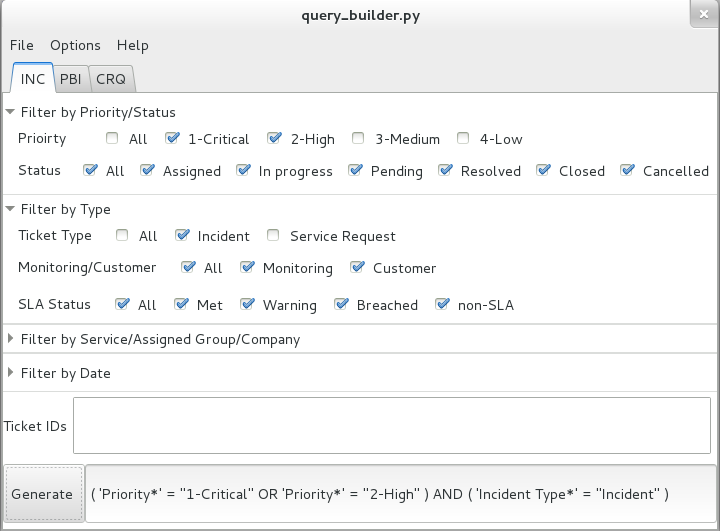 query_builder.py
File Options Help
INC PBI CRQ
Filter by Priority/Status
Prioirty All 1-Critical 2-High 3-Medium 4-Low
Status All Assigned In progress Pending Resolved Closed Cancelled
Filter by Type
Ticket Type All Incident Service Request
Monitoring/Customer All Monitoring Customer
SLA Status All Met Warning Breached non-SLA
Filter by Service/Assigned Group/Company
Filter by Date
Ticket IDs
Generate ( 'Priority*' = "1-Critical" OR 'Priority*' = "2-High" ) AND ( 'Incident Type*' = "Incident" )